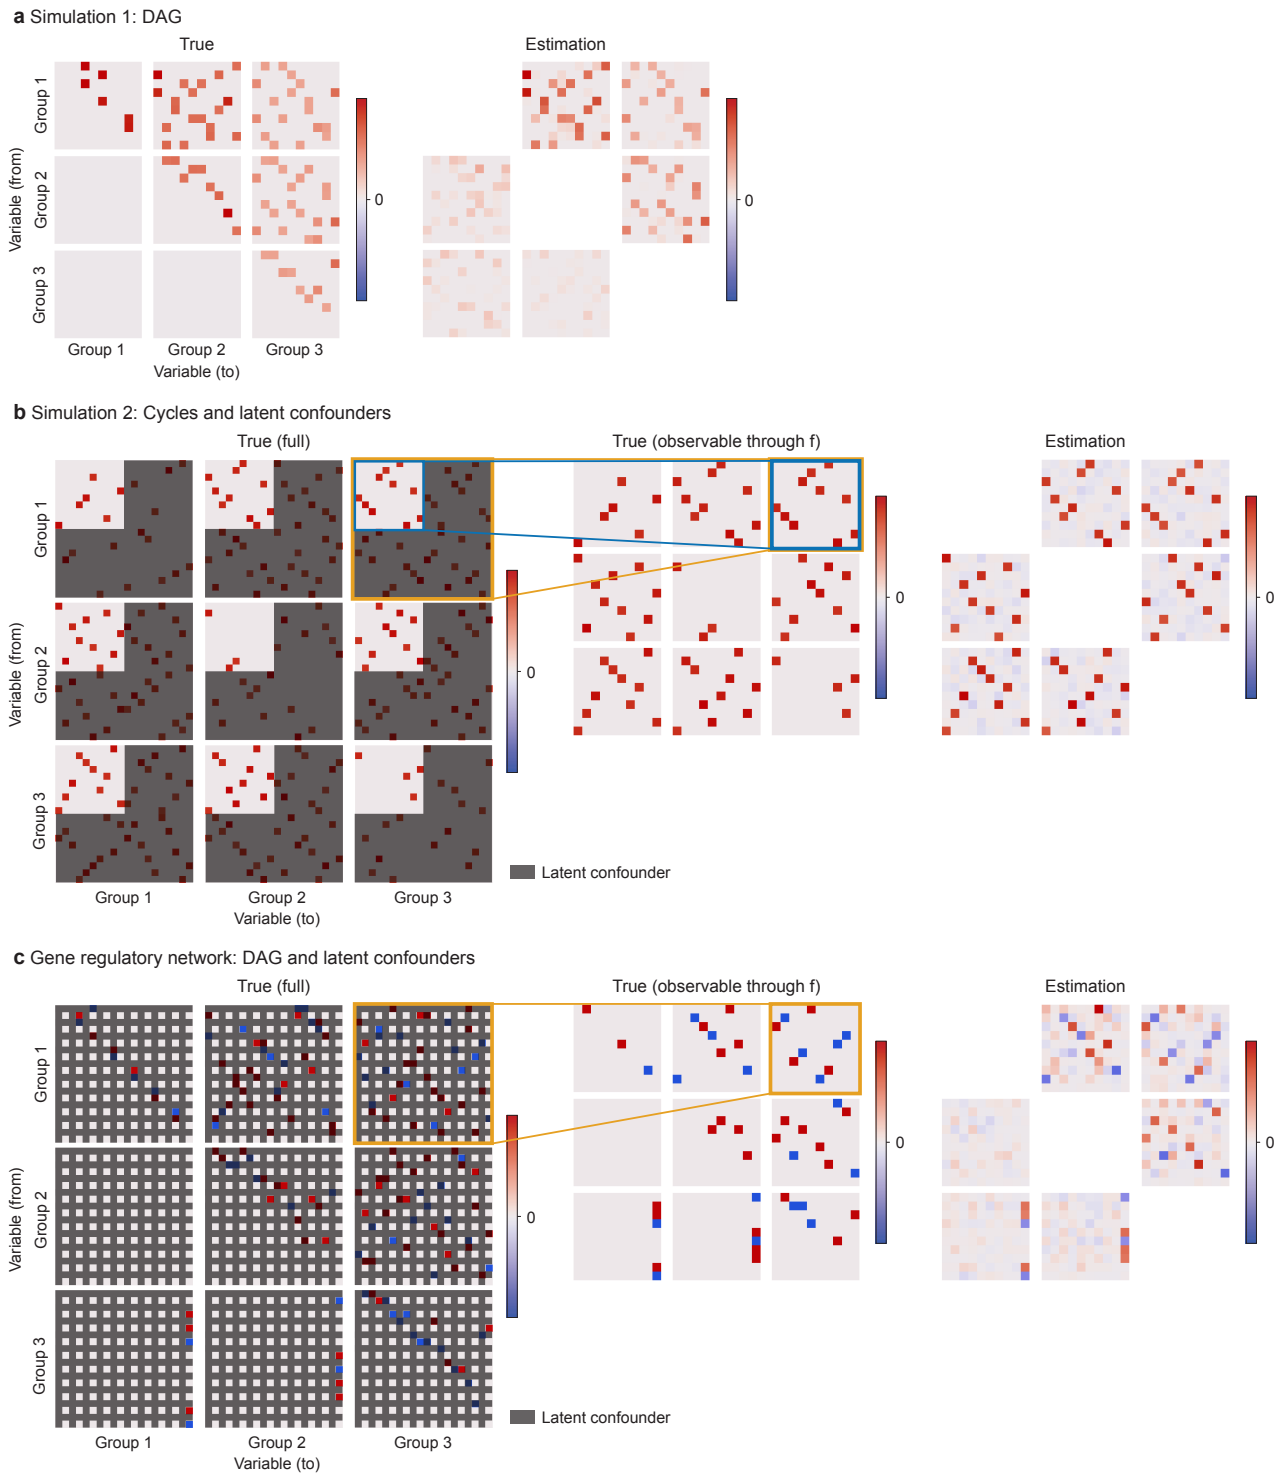 a Simulation 1: DAG
True
Estimation
Variable (from)
Group 1
Group 2
Group 3
0
0
Group 1
Group 2
Group 3
Variable (to)
b Simulation 2: Cycles and latent confounders
True (full)
True (observable through f)
Estimation
Variable (from)
Group 1
Group 2
Group 3
0
0
0
Latent confounder
Group 1
Group 2
Group 3
Variable (to)
c Gene regulatory network: DAG and latent confounders
True (full)
True (observable through f)
Estimation
Variable (from)
Group 1
Group 2
Group 3
0
0
0
Latent confounder
Group 1
Group 2
Group 3
Variable (to)